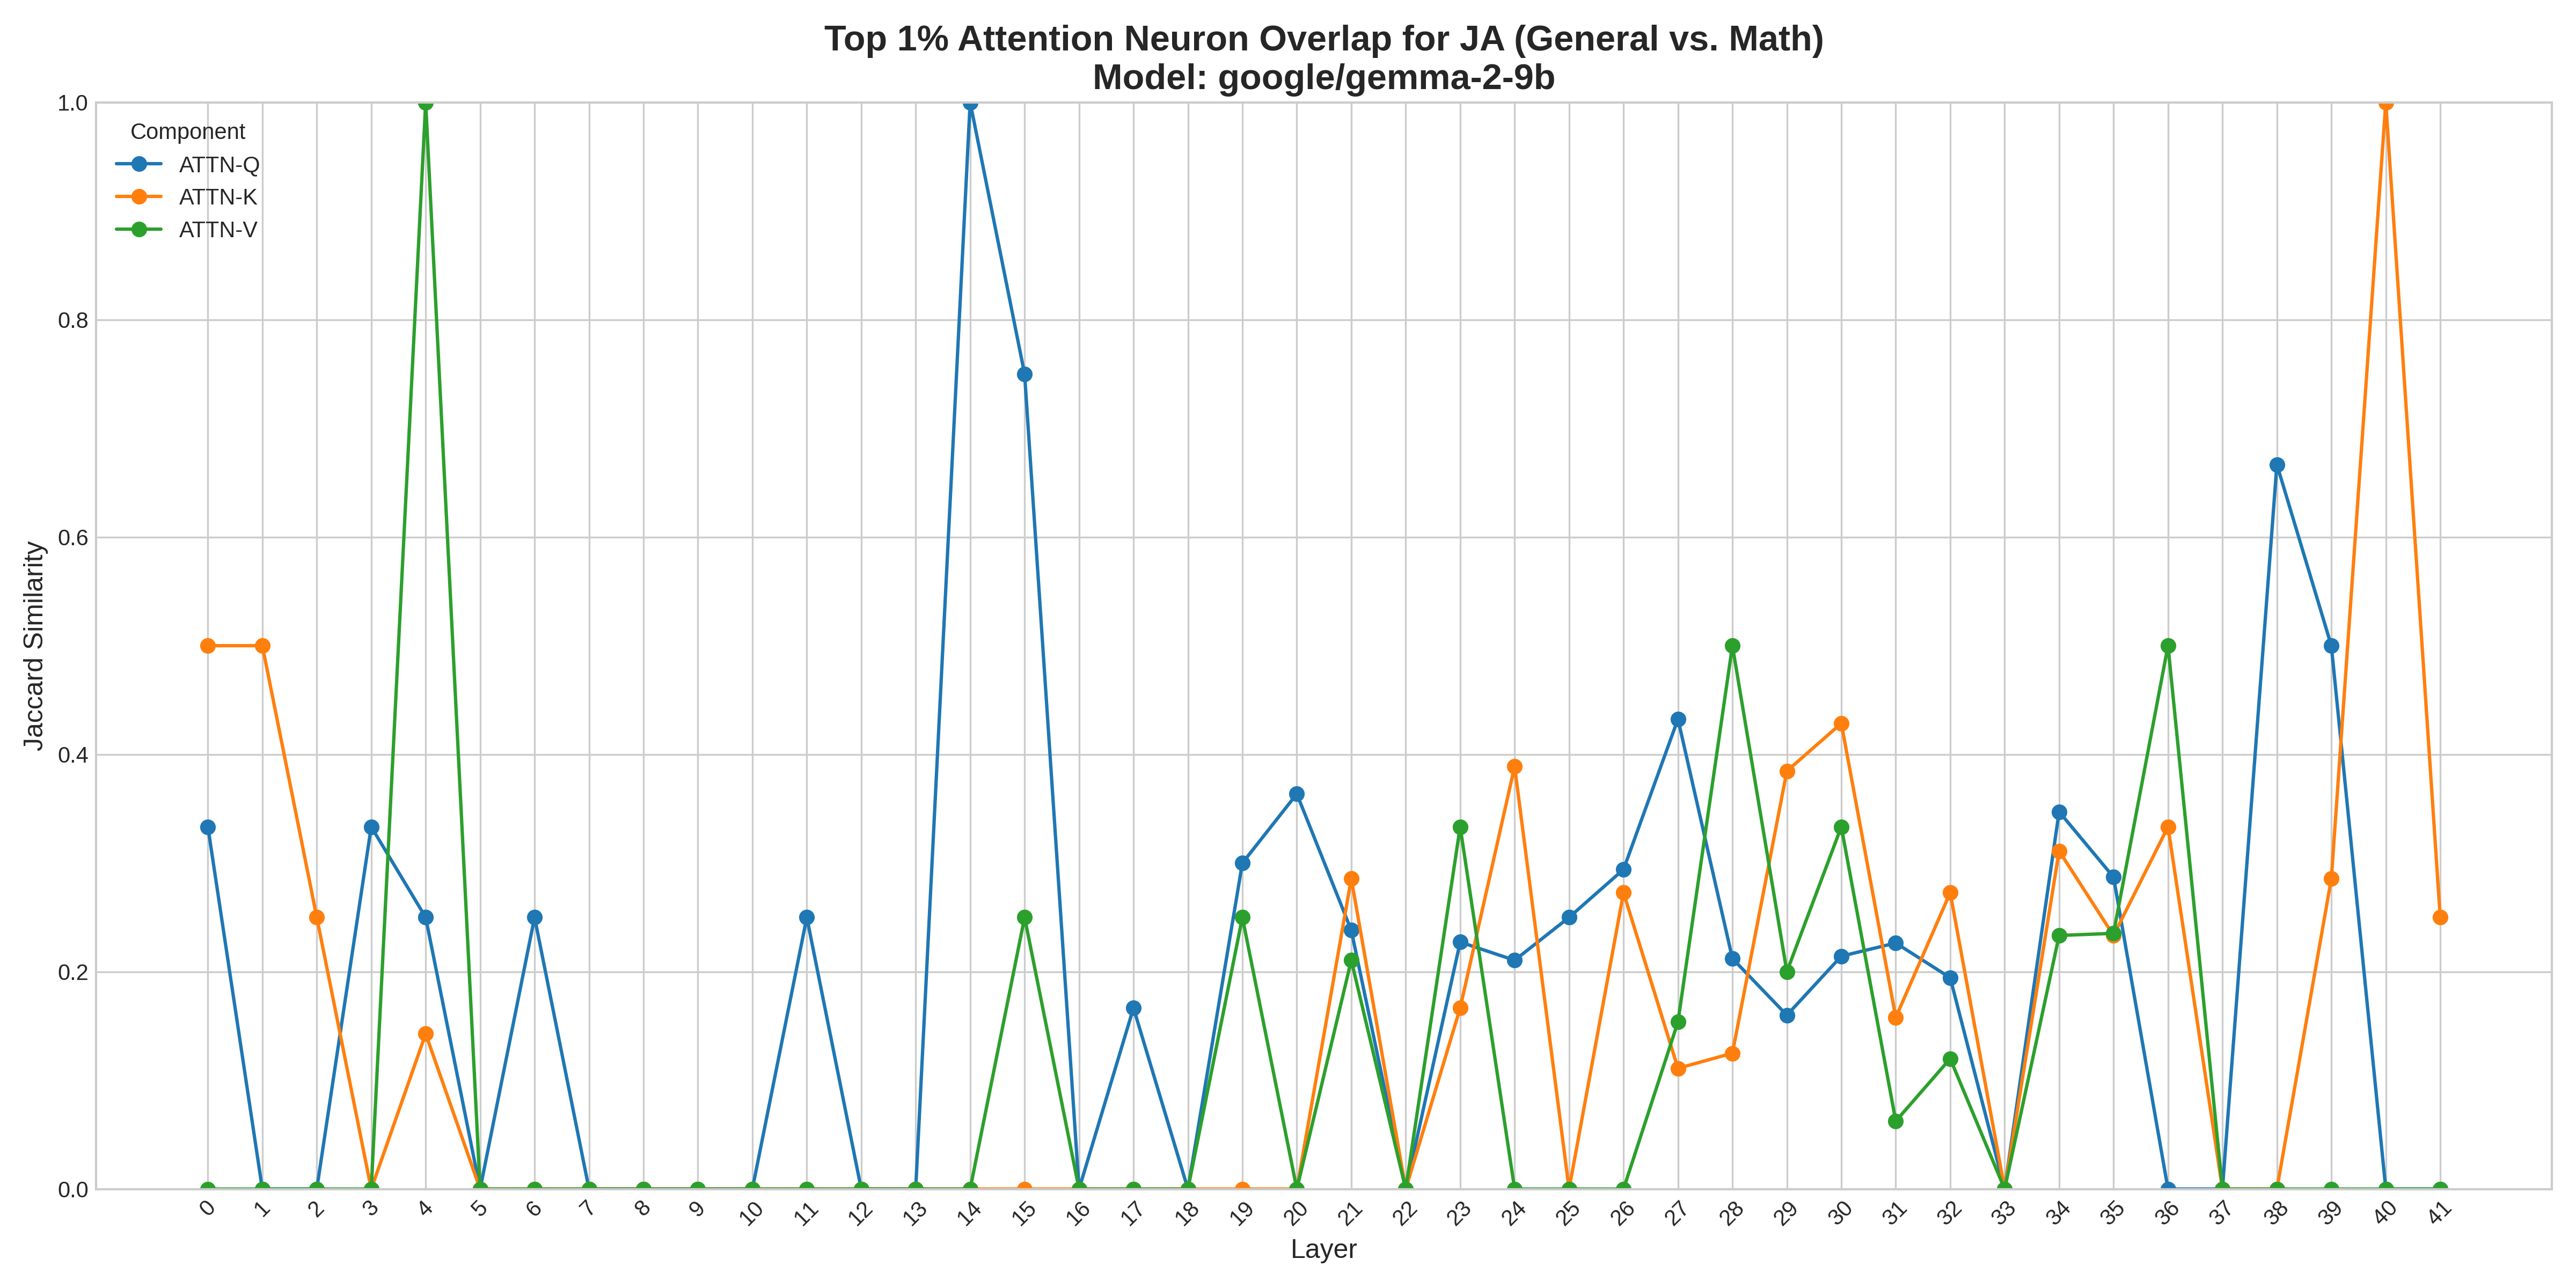 Top 1% Attention Neuron Overlap for JA (General vs. Math)
Model: google/gemma-2-9b
Component
ATTN-Q
ATTN-K
ATTN-V
Jaccard Similarity
1.0
0.8
0.6
0.4
0.2
0.0
0 1 2 3 4 5 6 7 8 9 10 11 12 13 14 15 16 17 18 19 20 21 22 23 24 25 26 27 28 29 30 31 32 33 34 35 36 37 38 39 40 41
Layer